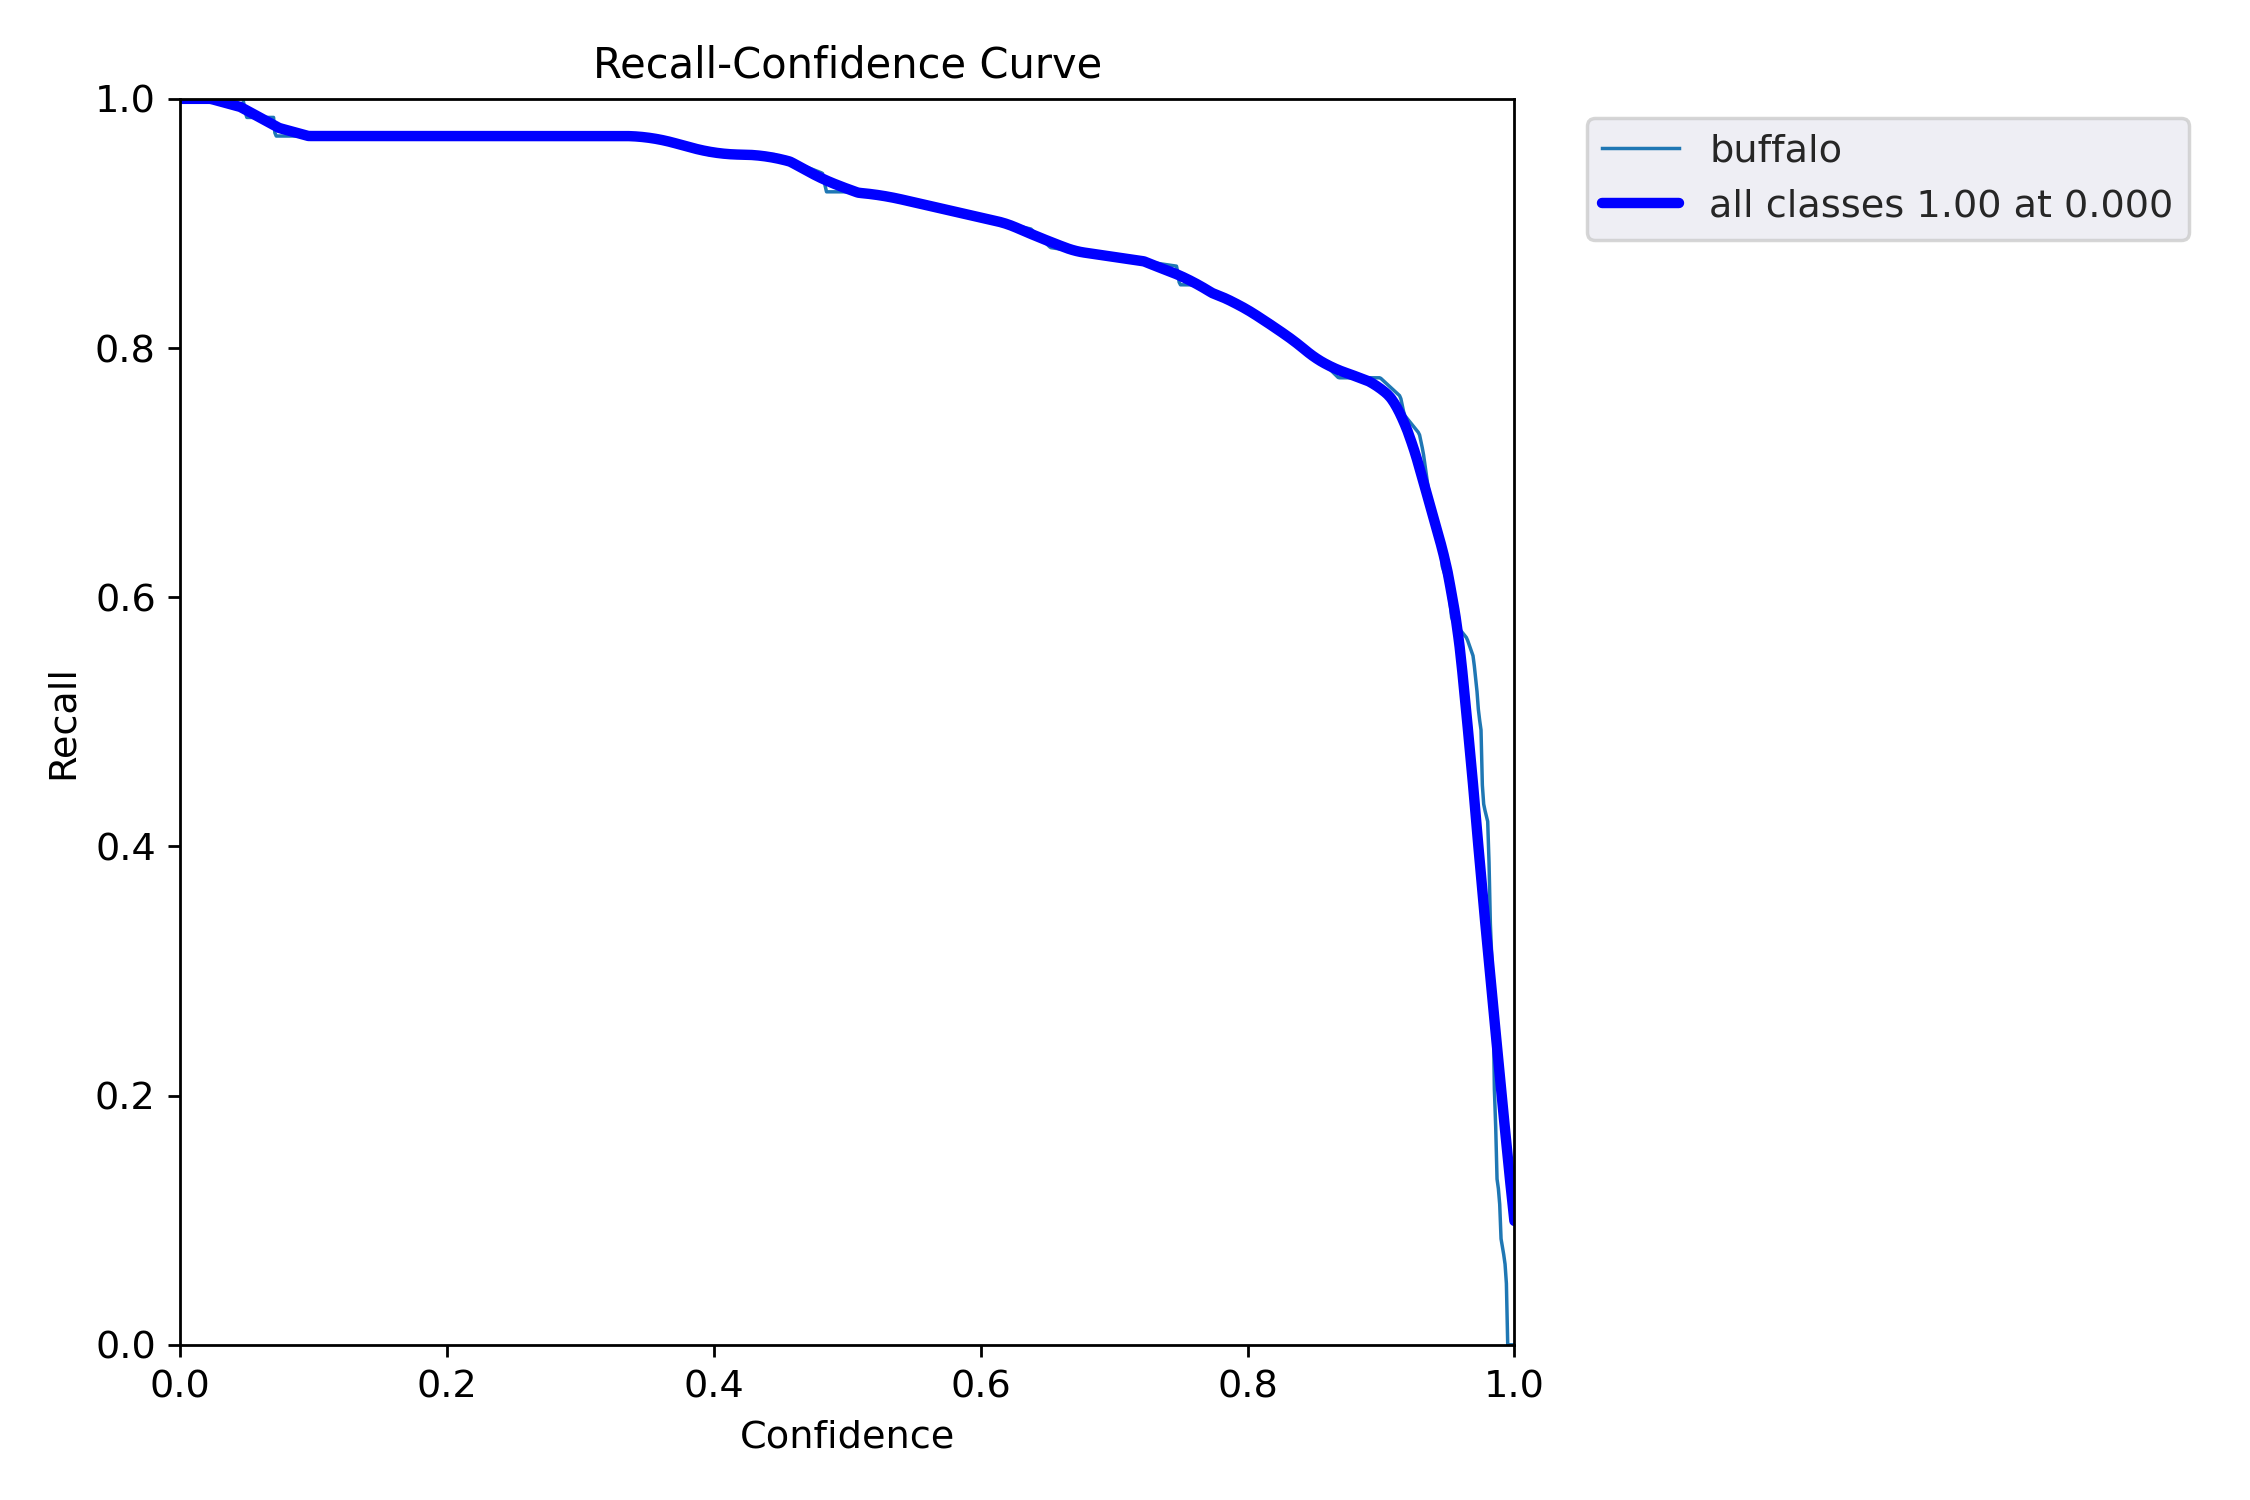 Recall-Confidence Curve
1.0
0.8
0.6
0.4
0.2
0.0
Recall
0.0 0.2 0.4 0.6 0.8 1.0
Confidence
buffalo
all classes 1.00 at 0.000